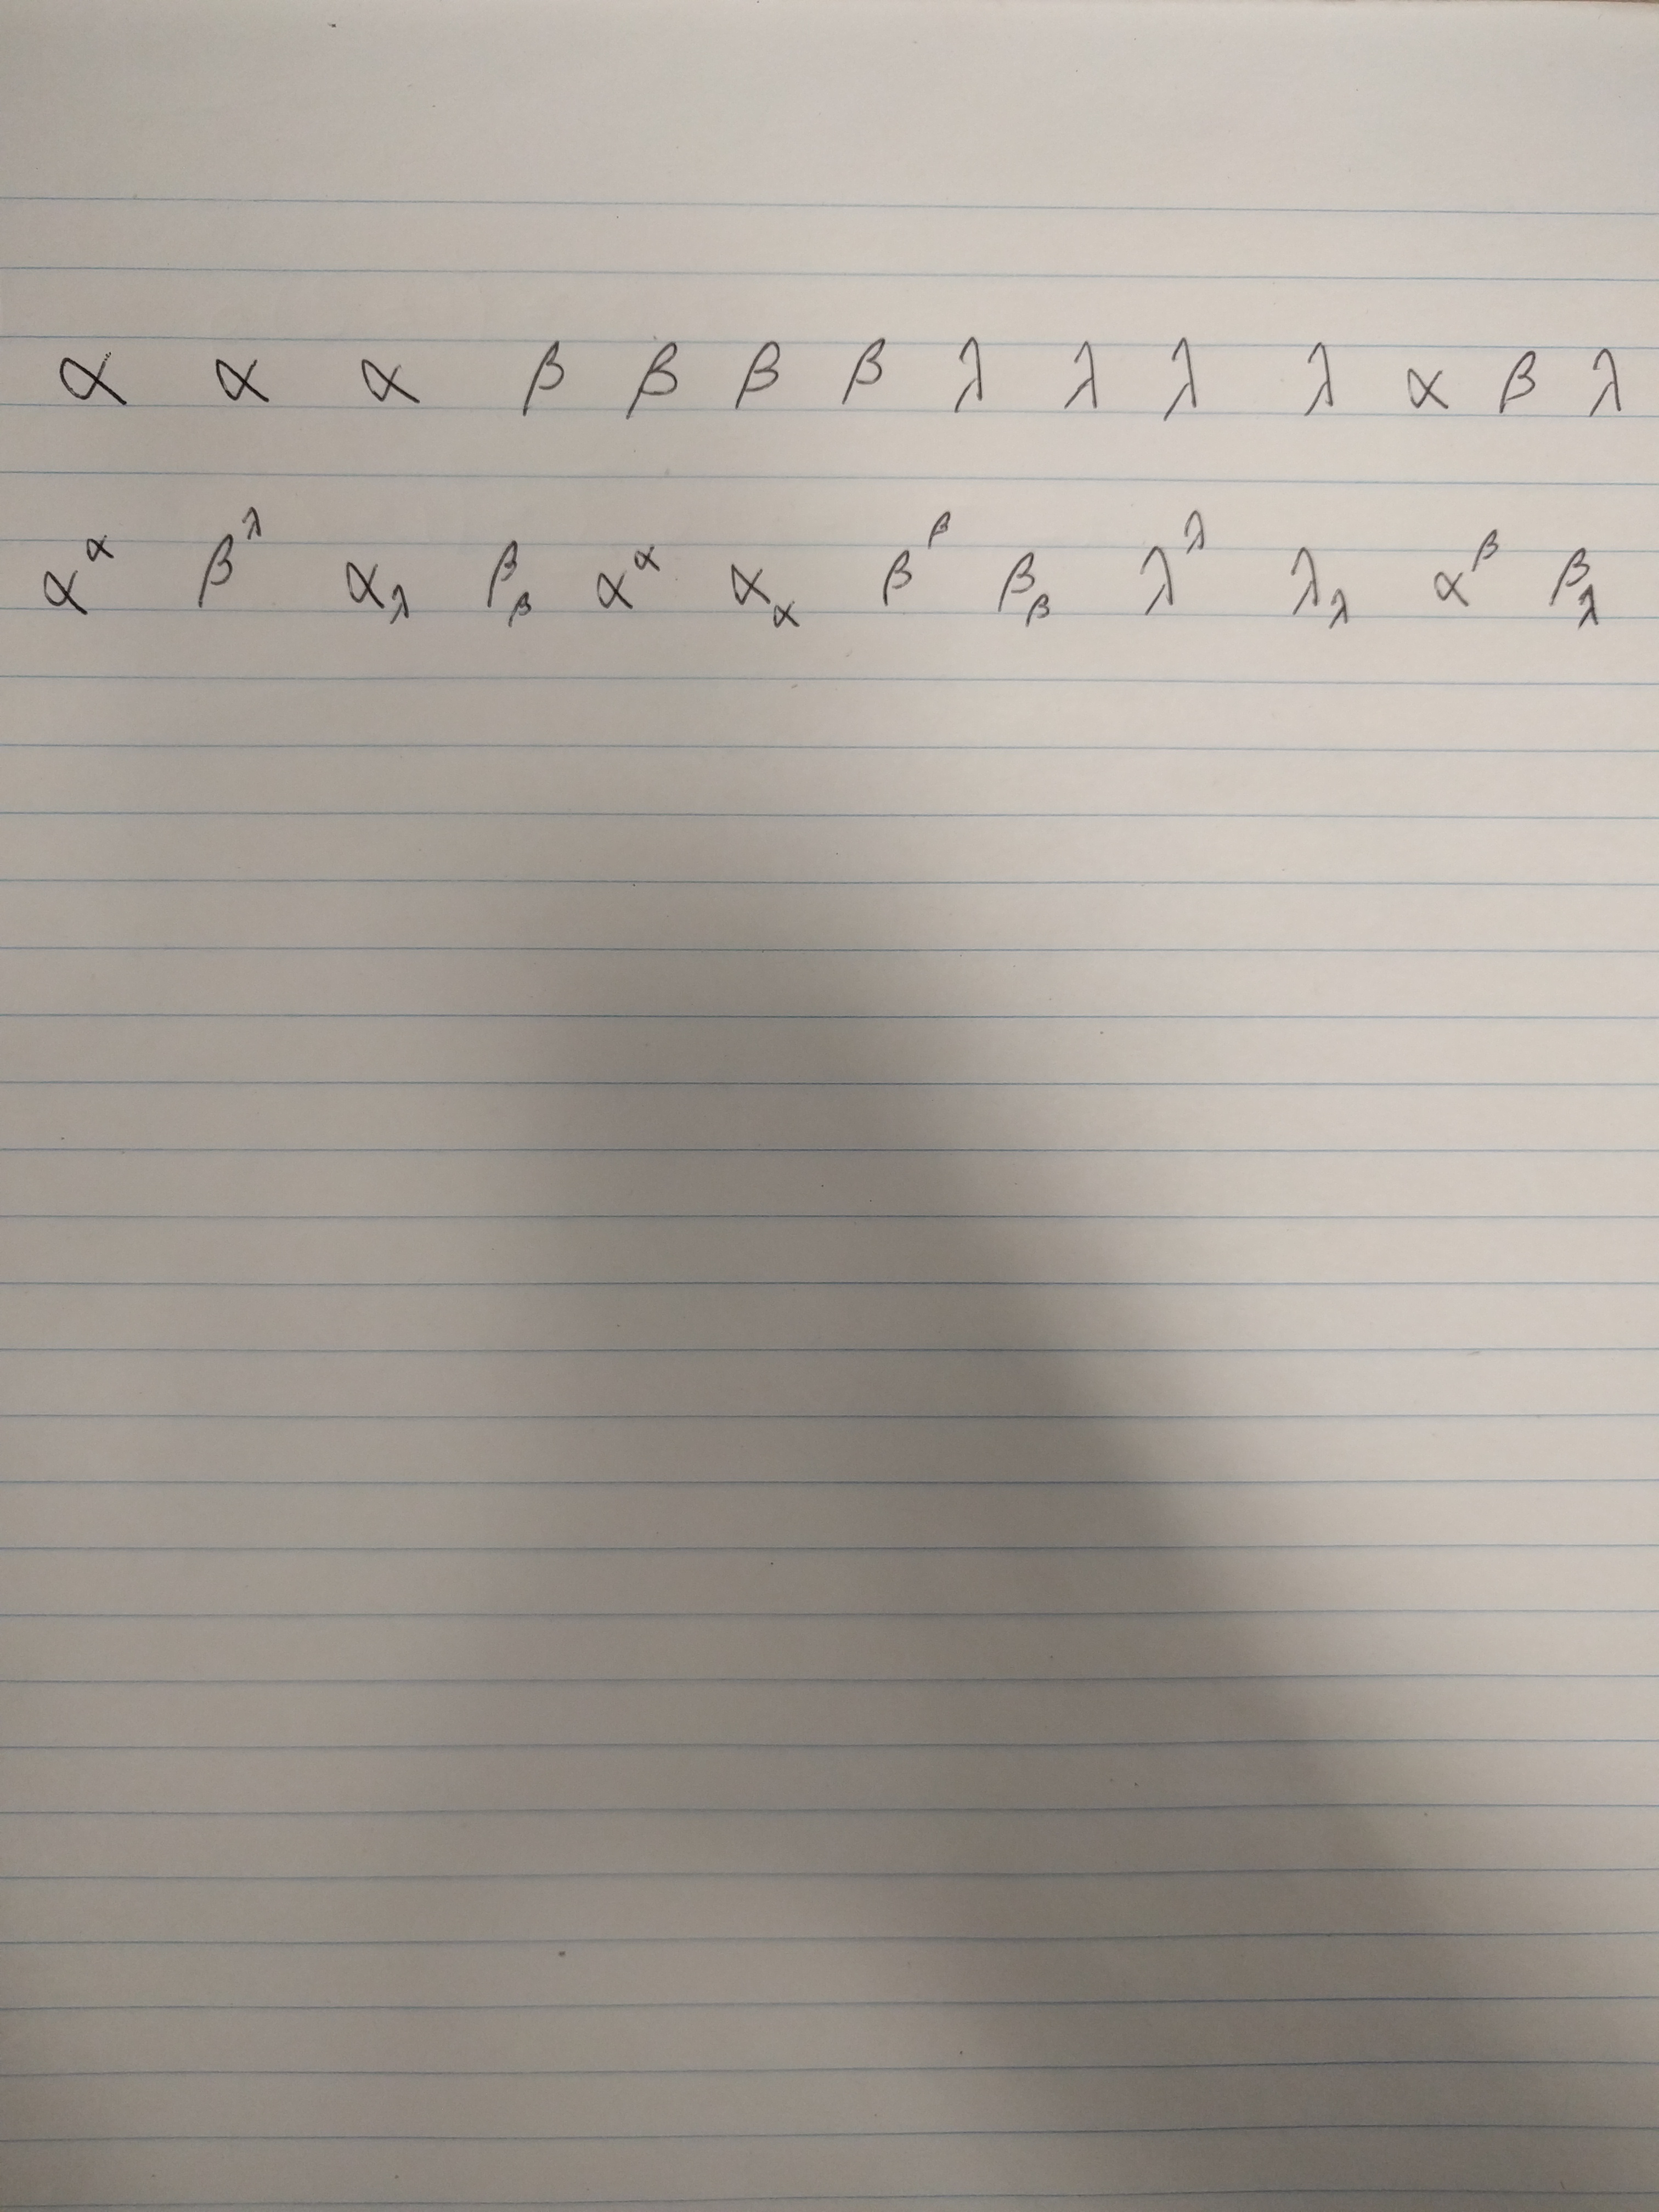 α α α β β β β λ λ λ λ α β λ
α^α β^λ α_λ β_β α^α α_α β^β β_β λ^λ λ_λ α^β β_λ